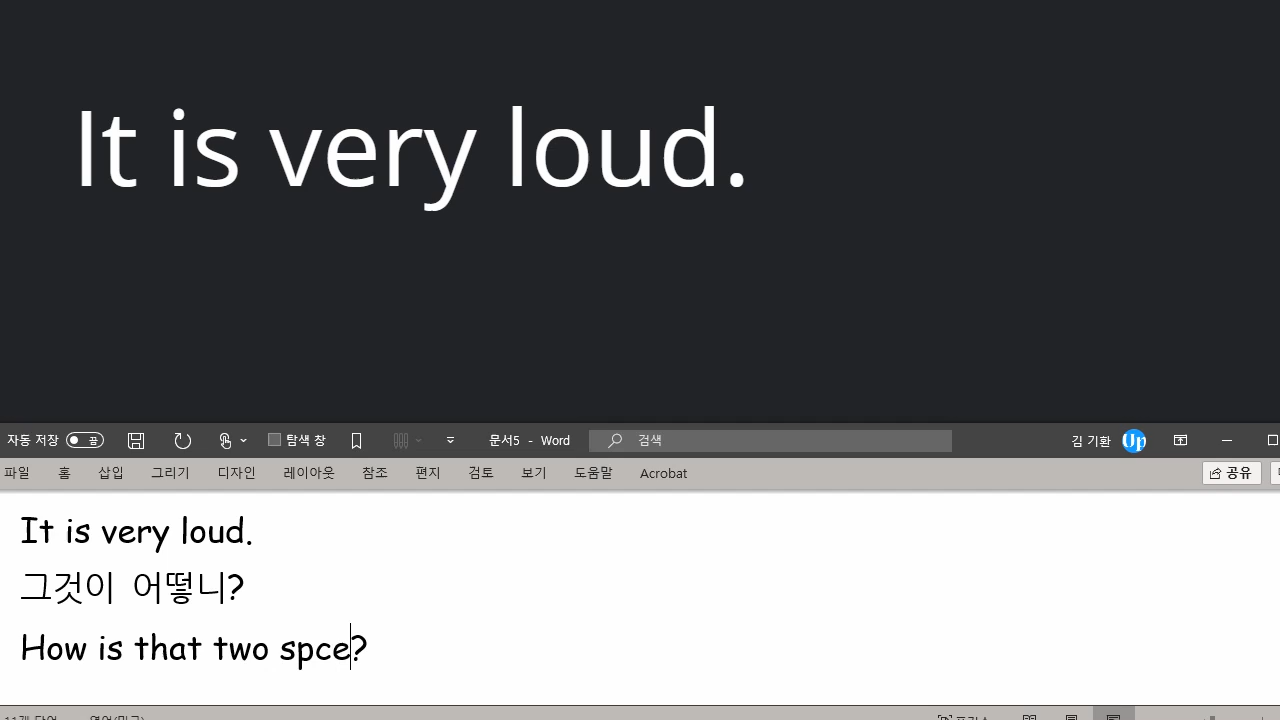 It is very loud.
자동 저장 끔 탐색 창 문서5 - Word 검색 김 기환 Up
파일 홈 삽입 그리기 디자인 레이아웃 참조 편지 검토 보기 도움말 Acrobat 공유
It is very loud.
그것이 어떻니?
How is that two spce?